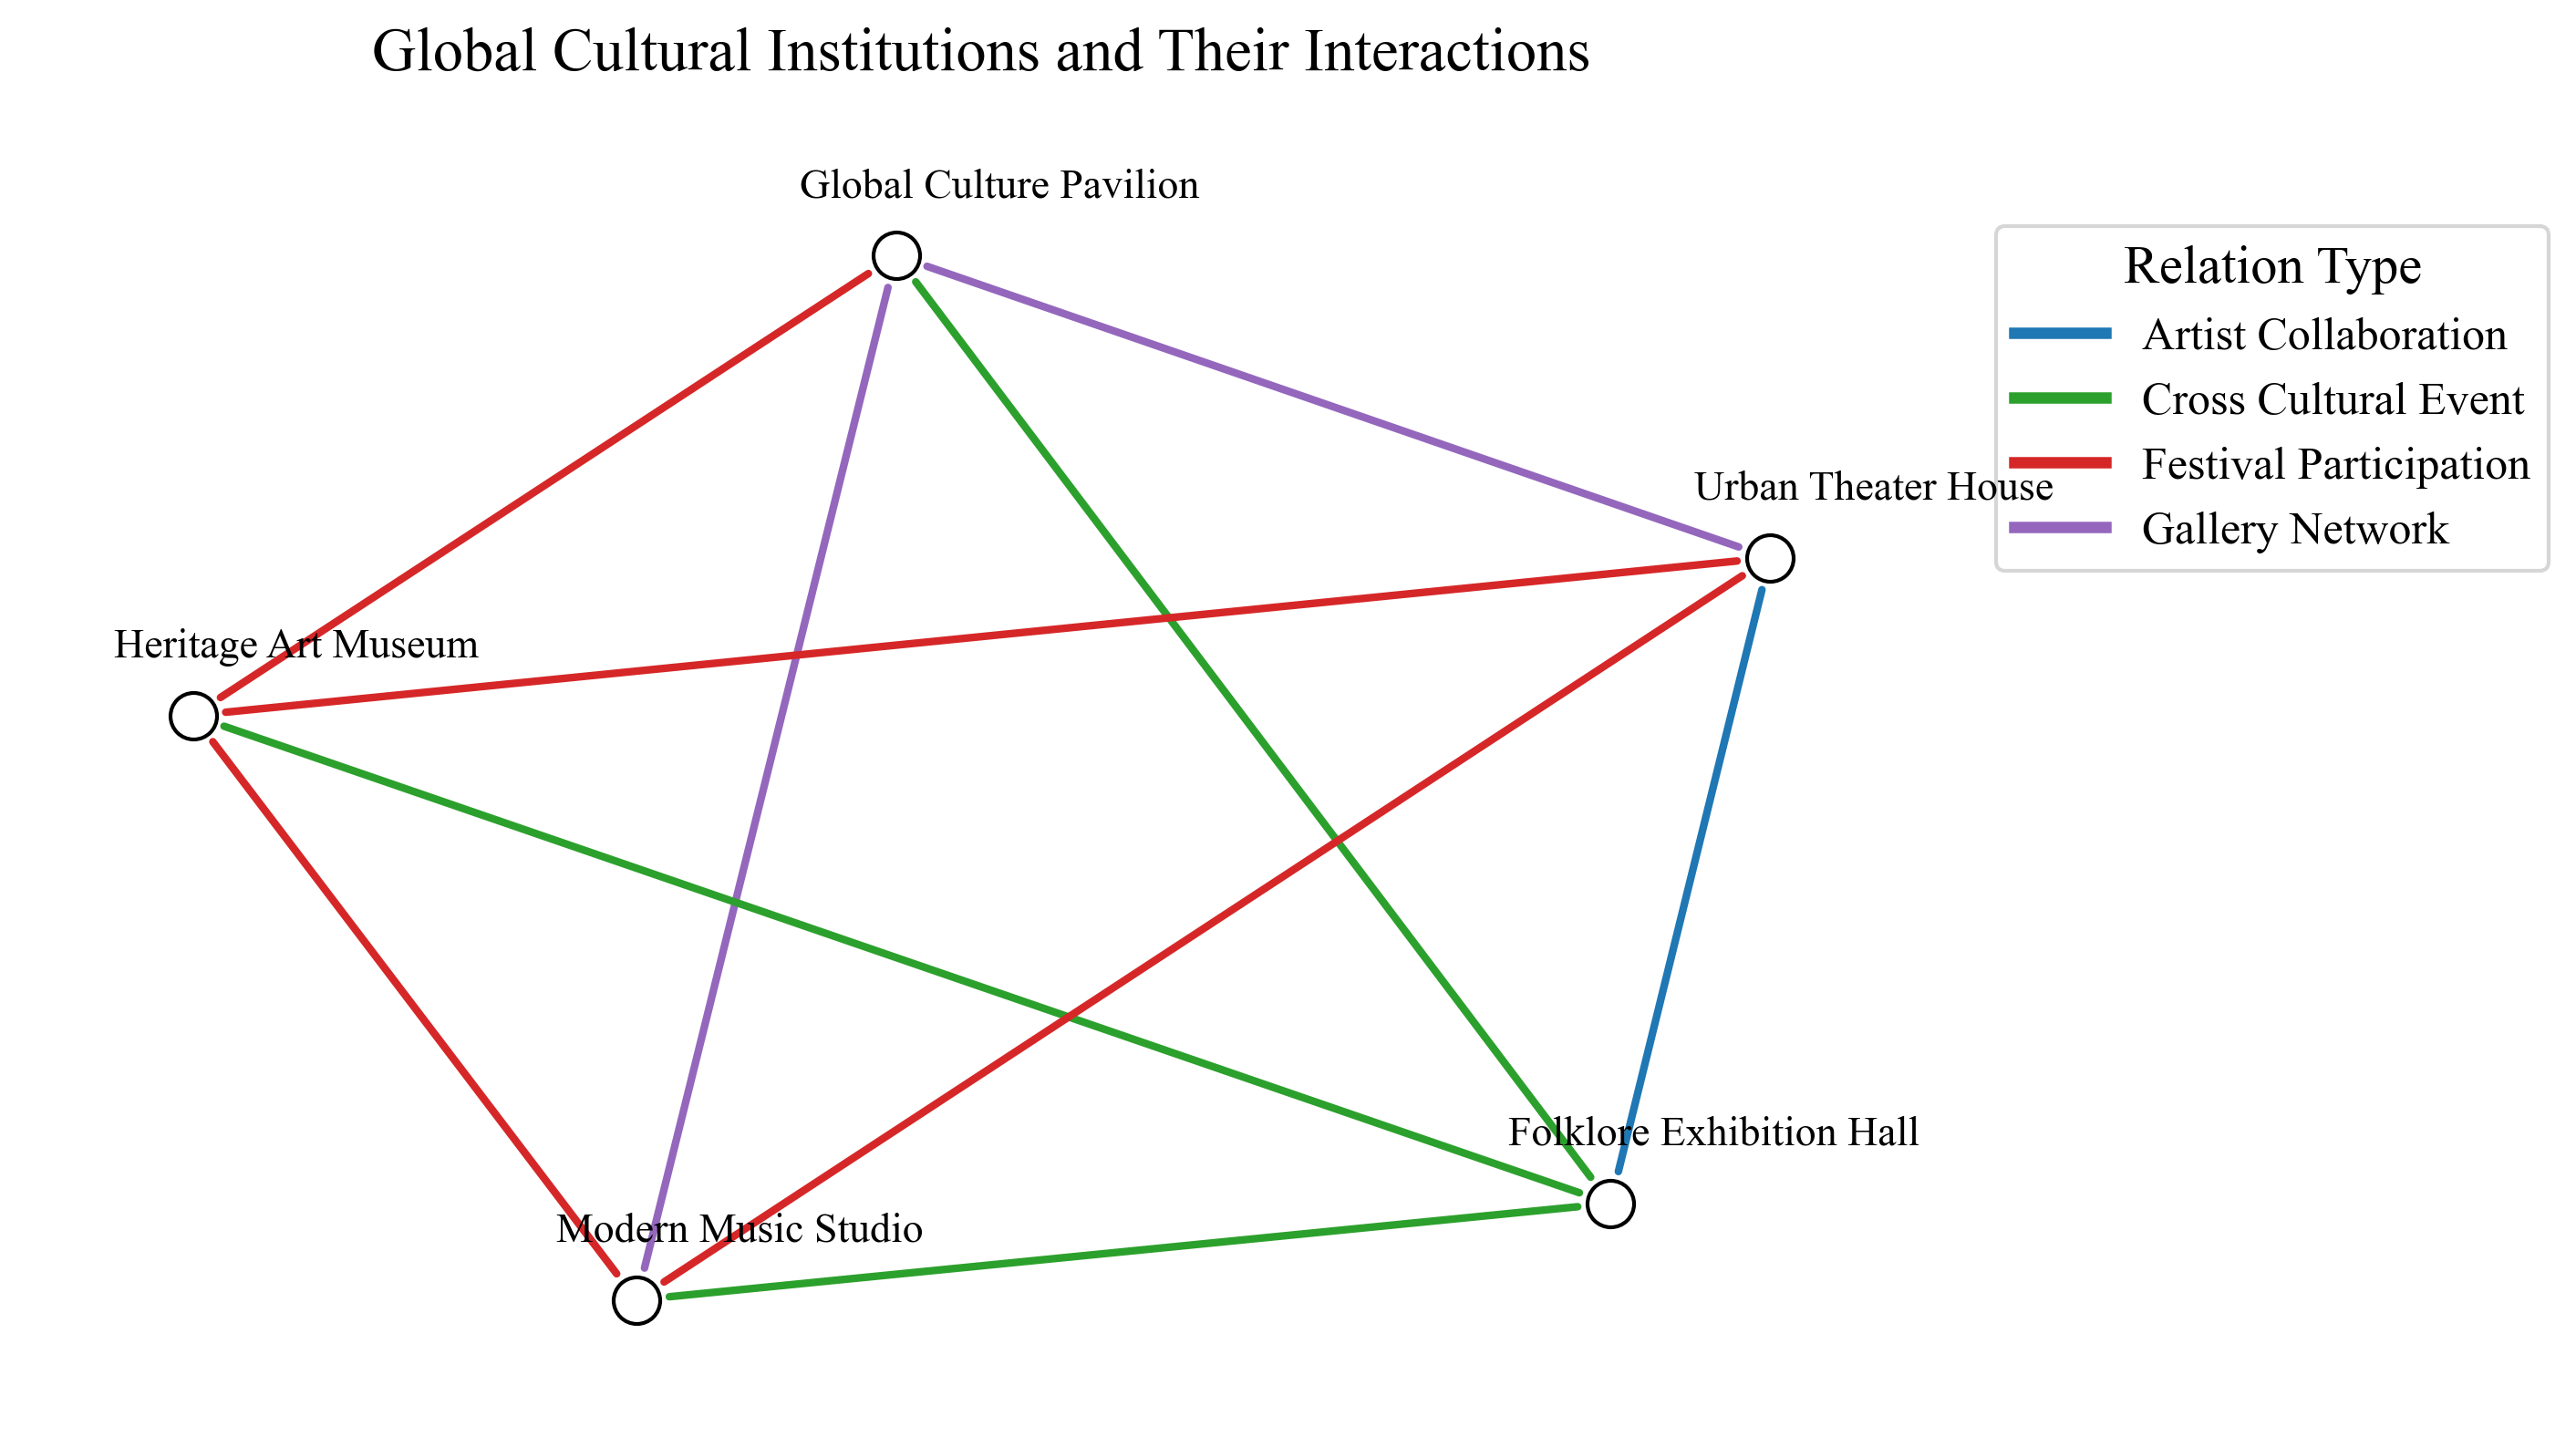 Global Cultural Institutions and Their Interactions
Global Culture Pavilion
Relation Type
Artist Collaboration
Cross Cultural Event
Festival Participation
Gallery Network
Urban Theater House
Heritage Art Museum
Folklore Exhibition Hall
Modern Music Studio